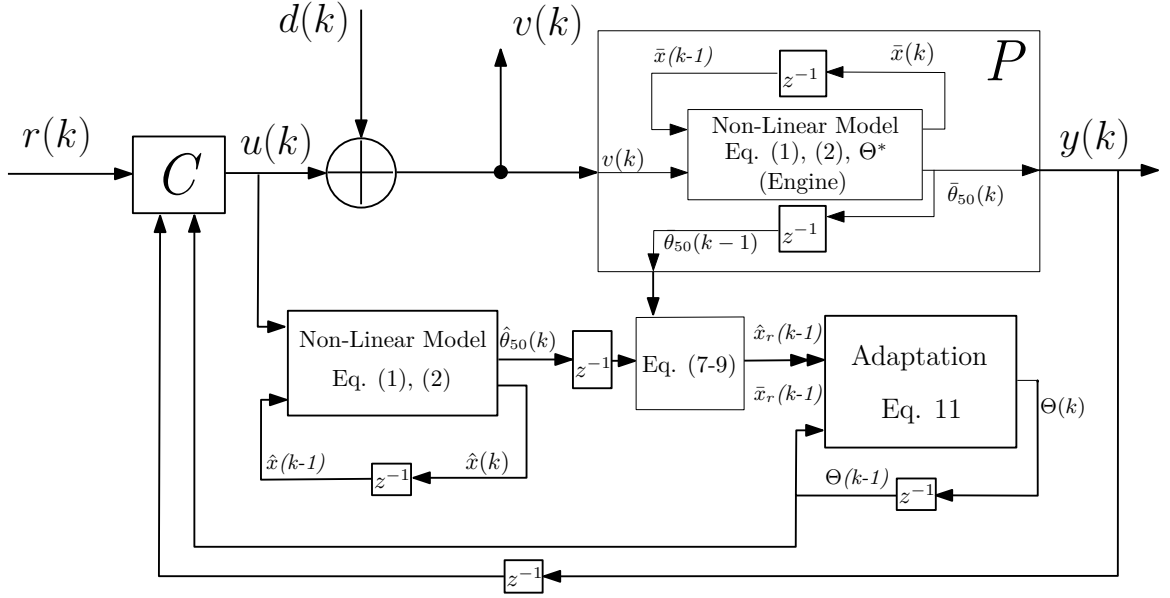 d(k)
v(k)
r(k)
C
u(k)
P
x̄(k-1)
z⁻¹
x̄(k)
v(k)
Non-Linear Model
Eq. (1), (2), Θ*
(Engine)
y(k)
θ̄₅₀(k)
z⁻¹
θ̄₅₀(k − 1)
Non-Linear Model
Eq. (1), (2)
θ̂₅₀(k)
z⁻¹
Eq. (7-9)
x̂ᵣ(k-1)
x̄ᵣ(k-1)
Adaptation
Eq. 11
Θ(k)
x̂(k-1)
z⁻¹
x̂(k)
Θ(k-1)
z⁻¹
z⁻¹